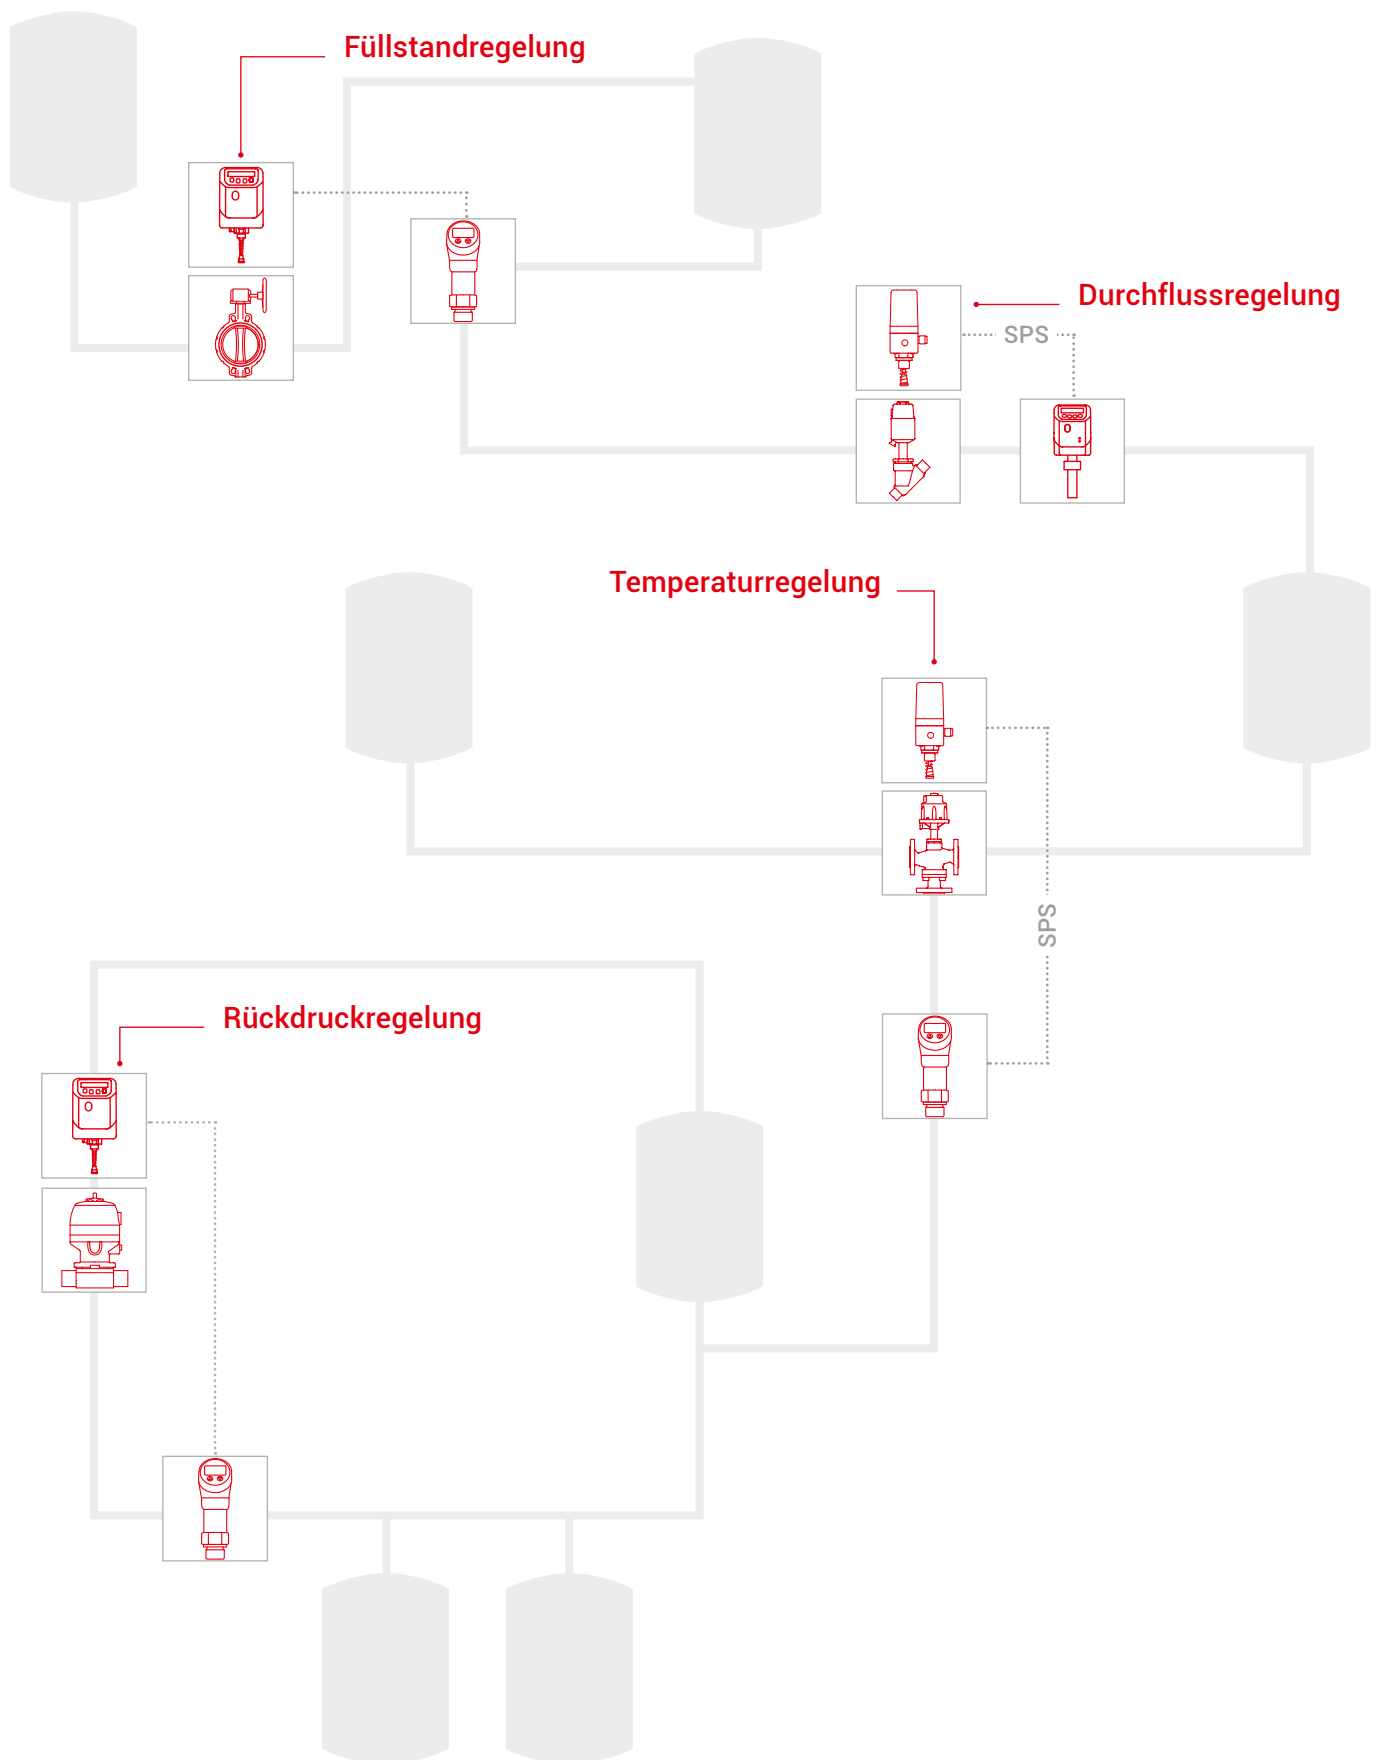 Füllstandregelung
Durchflussregelung
SPS
Temperaturregelung
SPS
Rückdruckregelung